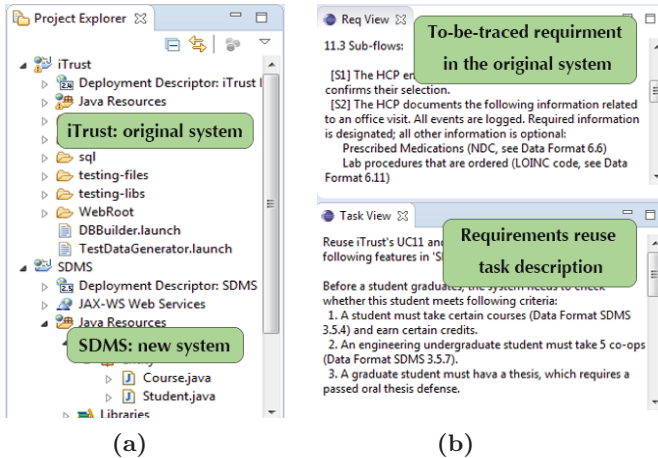 Project Explorer
iTrust
Deployment Descriptor: iTrust
Java Resources
iTrust: original system
sql
testing-files
testing-libs
WebRoot
DBBuilder.launch
TestDataGenerator.launch
SDMS
Deployment Descriptor: SDMS
JAX-WS Web Services
Java Resources
SDMS: new system
Course.java
Student.java
Libraries
(a)
Req View
To-be-traced requirment
in the original system
11.3 Sub-flows:
[S1] The HCP
confirms their selection.
[S2] The HCP documents the following information related
to an office visit. All events are logged. Required information
is designated; all other information is optional:
Prescribed Medications (NDC, see Data Format 6.6)
Lab procedures that are ordered (LOINC code, see Data
Format 6.11)
Task View
Requirements reuse
task description
Reuse iTrust's UC11 and
following features in
Before a student graduates, the system needs to check
whether this student meets following criteria:
1. A student must take certain courses (Data Format SDMS
3.5.4) and earn certain credits.
2. An engineering undergraduate student must take 5 co-ops
(Data Format SDMS 3.5.7).
3. A graduate student must hava a thesis, which requires a
passed oral thesis defense.
(b)